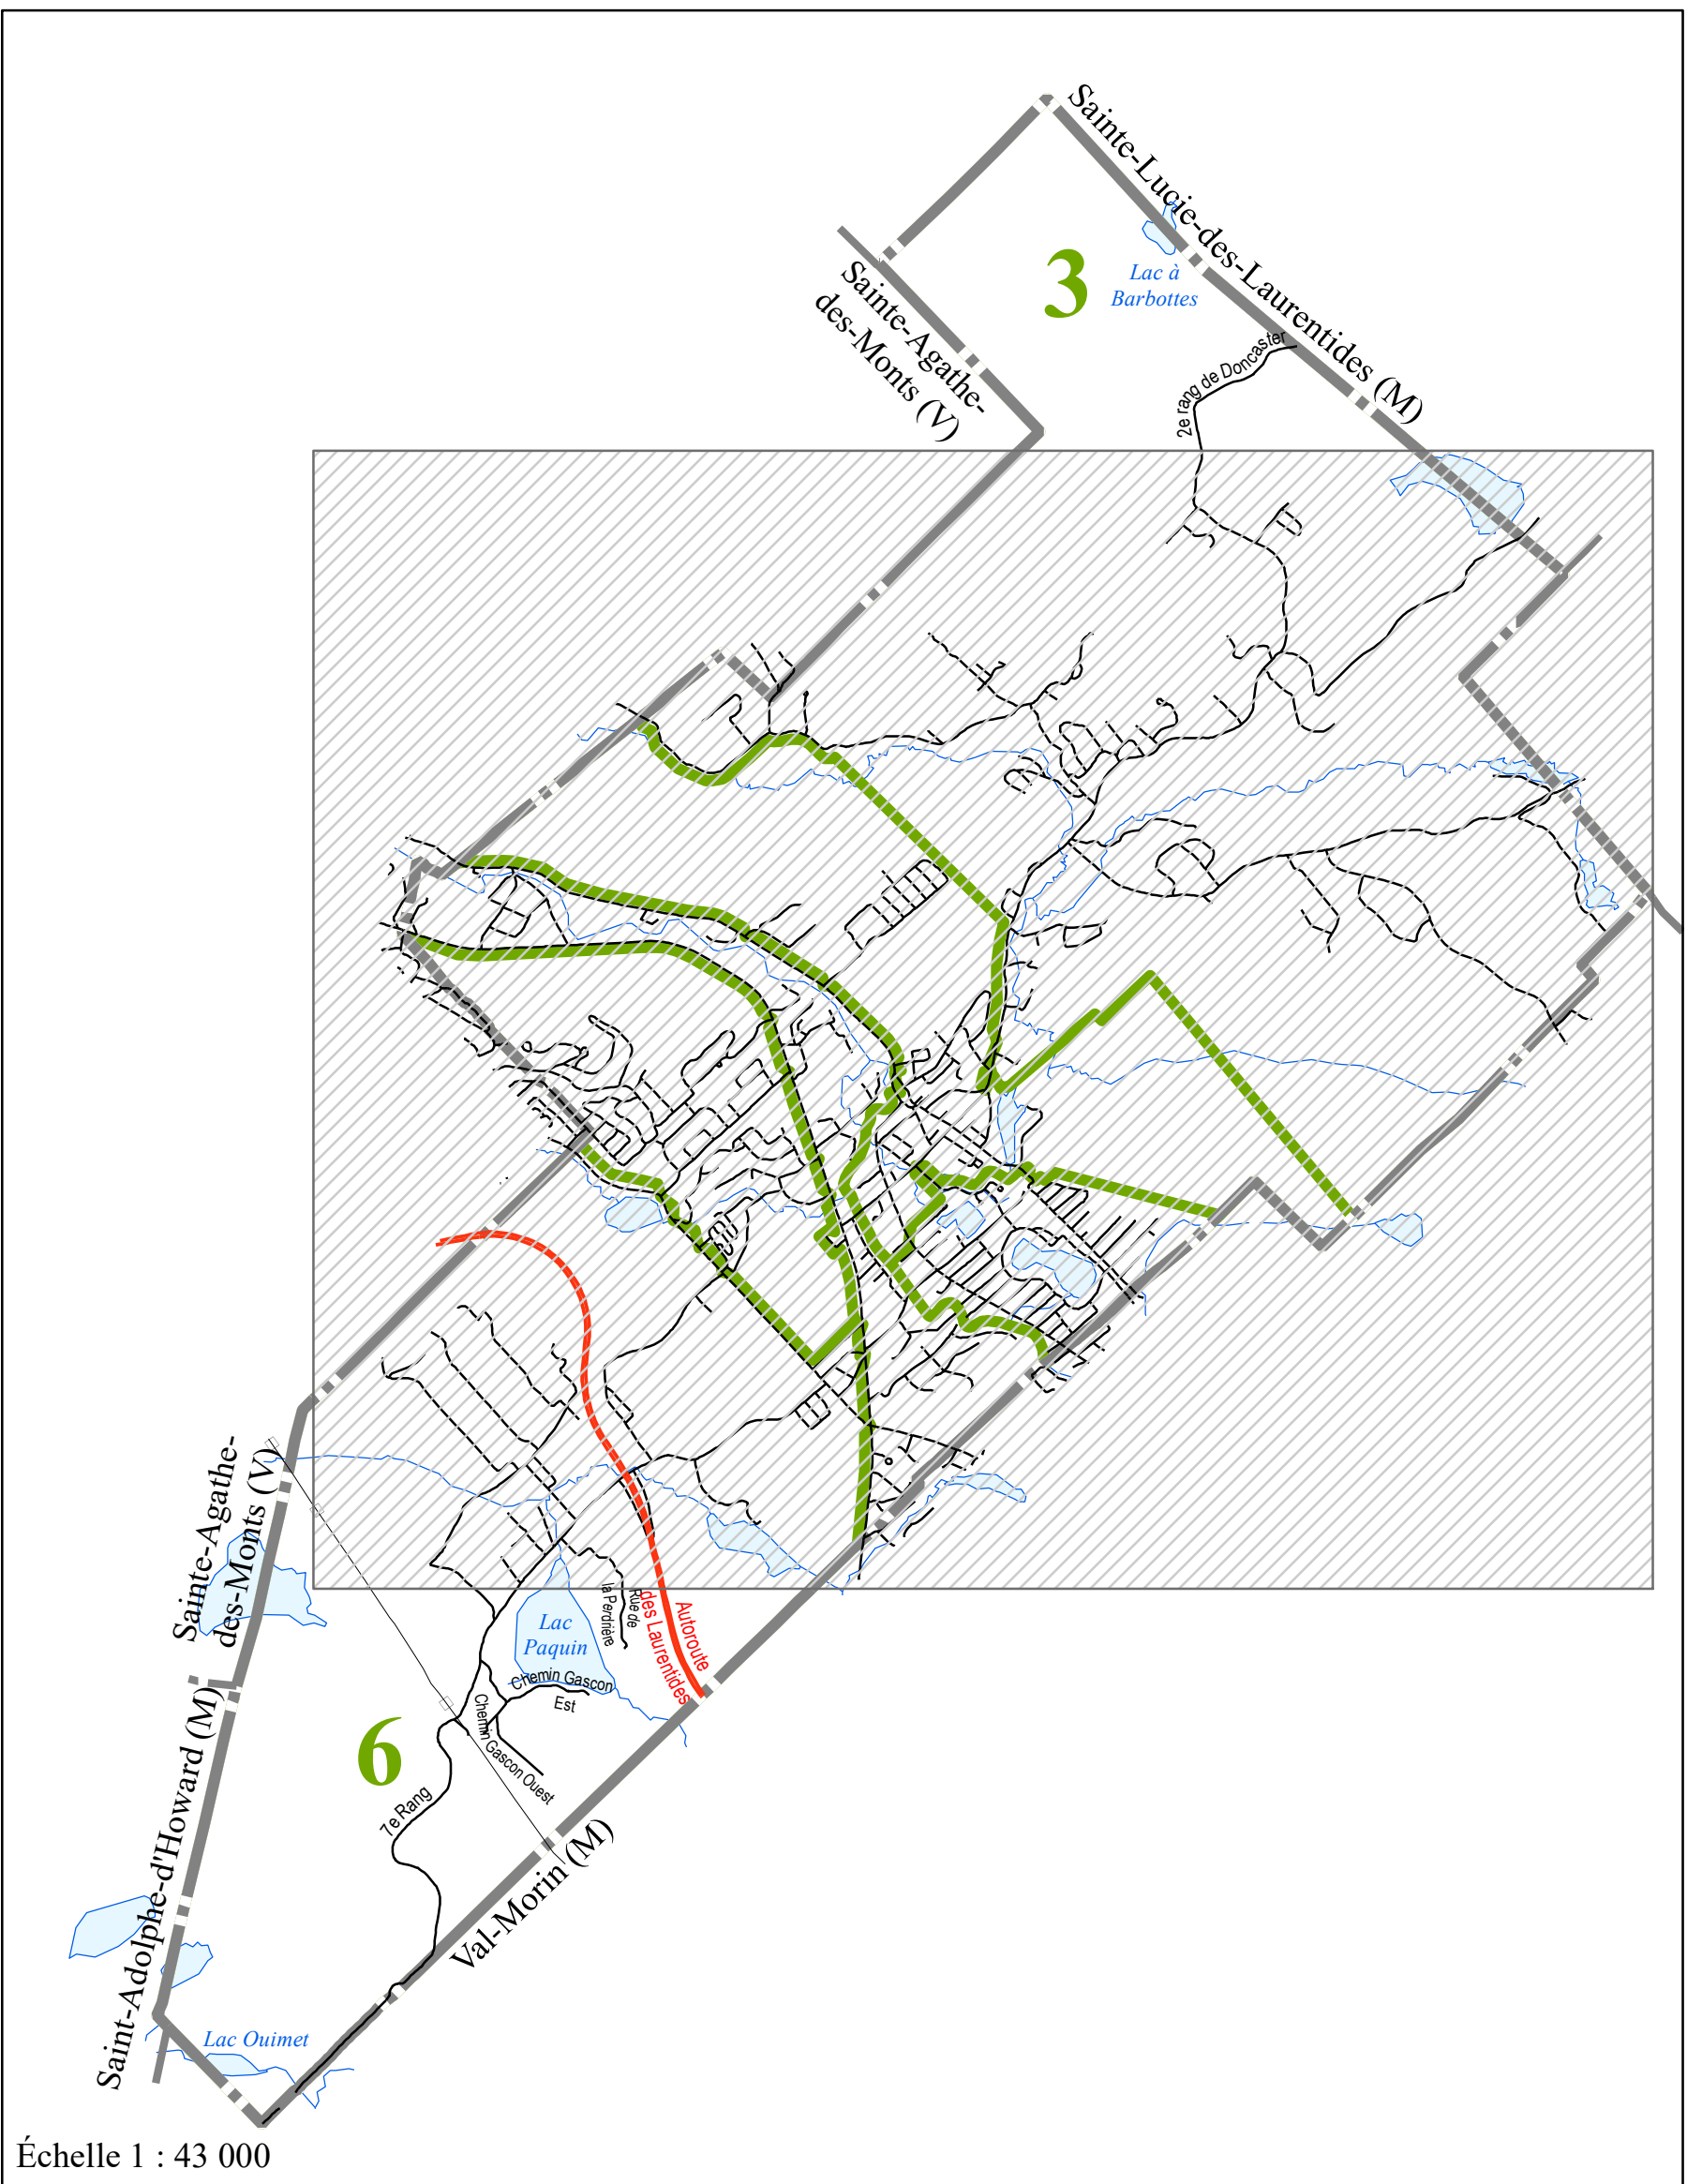 Sainte-Lucie-des-Laurentides (M)
3
Lac à
Barbottes
Sainte-Agathe-
des-Monts (V)
2e rang de Doncaster
Sainte-Agathe-
des-Monts (V)
Rue de
la Perdrière
Autoroute
des Laurentides
Lac
Paquin
Chemin Gascon
Est
Chemin Gascon Ouest
6
7e Rang
Saint-Adolphe-d'Howard (M)
Val-Morin (M)
Lac Ouimet
Échelle 1 : 43 000